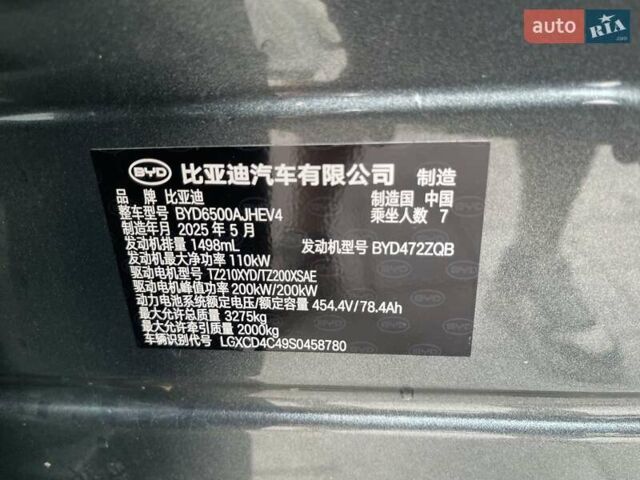 auto RIA.com
BYD 比亚迪汽车有限公司 制造
品 牌 比亚迪 制造国 中国
整车型号 BYD6500AJHEV4 乘坐人数 7
制造年月 2025 年 5 月
发动机排量 1498mL 发动机型号 BYD472ZQB
发动机最大净功率 110kW
驱动电机型号 TZ210XYD/TZ200XSAE
驱动电机峰值功率 200kW/200kW
动力电池系统额定电压/额定容量 454.4V/78.4Ah
最大允许总质量 3275kg
最大允许牵引质量 2000kg
车辆识别代号 LGXCD4C49S0458780